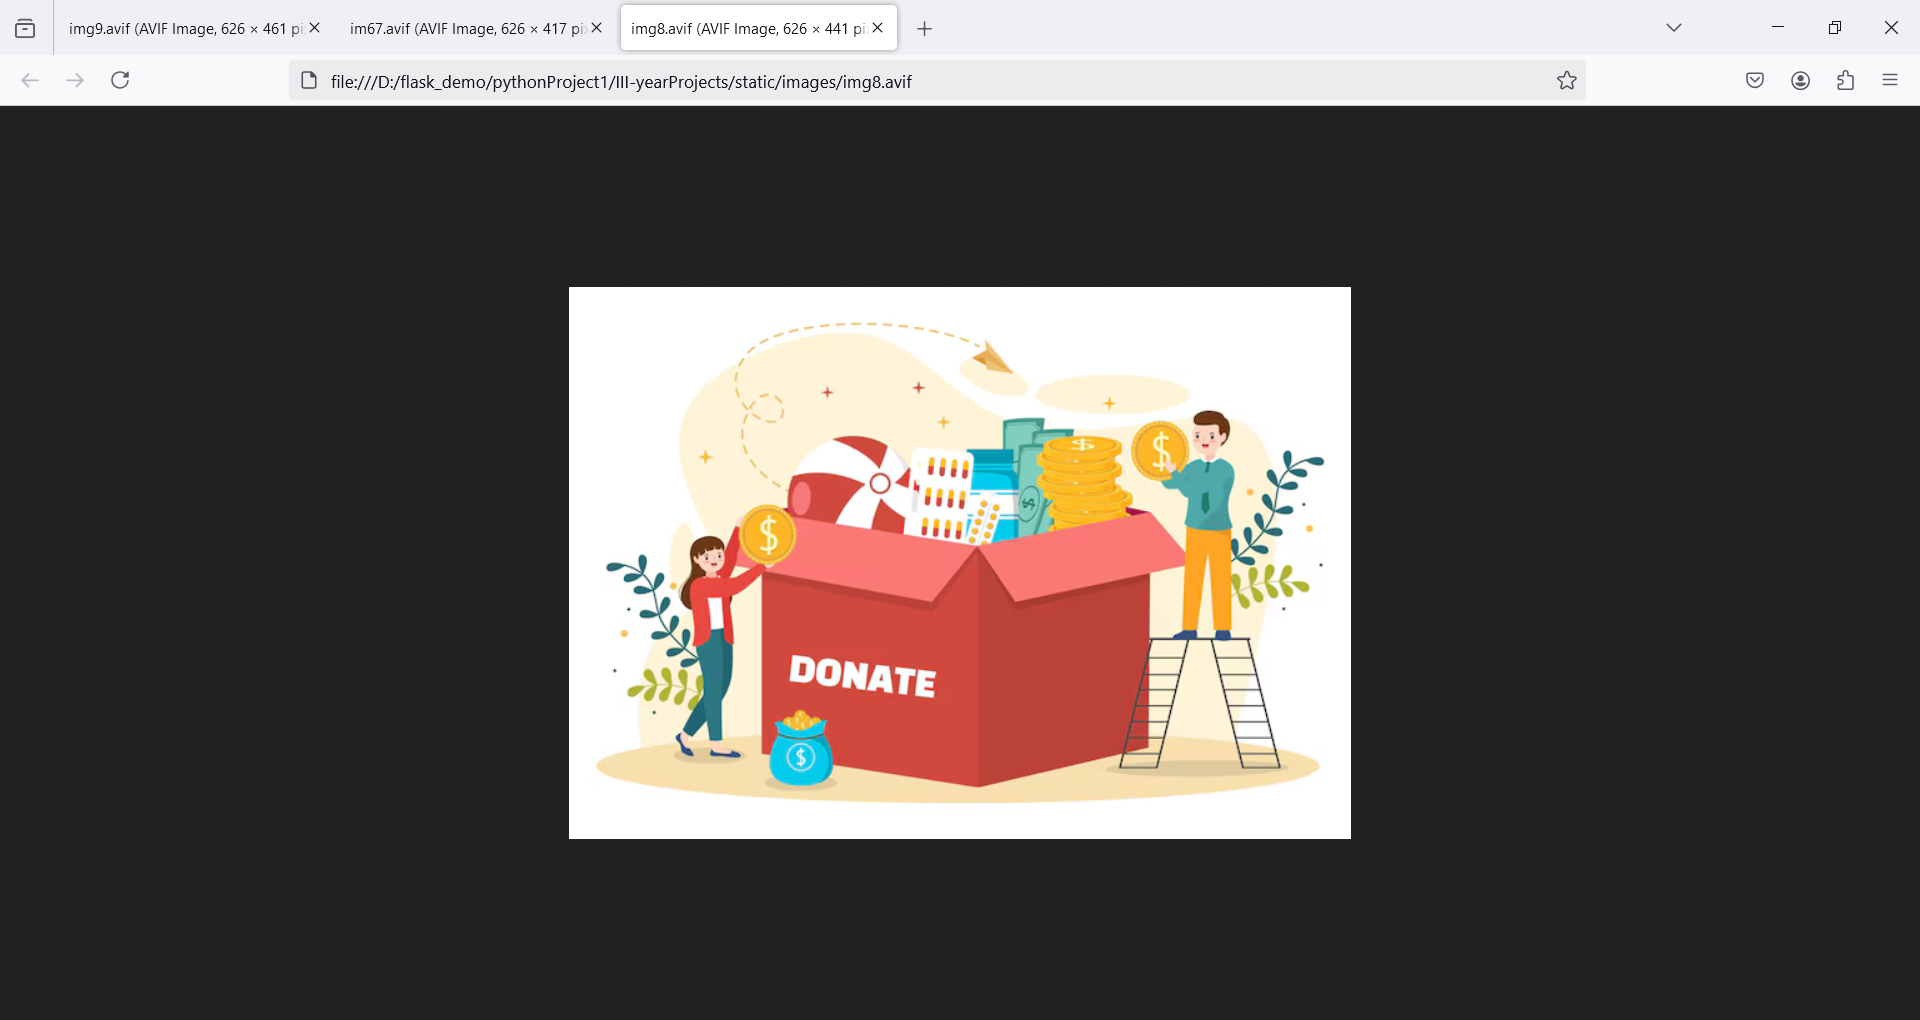 img9.avif (AVIF Image, 626 × 461 pi
im67.avif (AVIF Image, 626 × 417 pi
img8.avif (AVIF Image, 626 × 441 pi
file:///D:/flask_demo/pythonProject1/III-yearProjects/static/images/img8.avif
$
$
$
$
DONATE
$